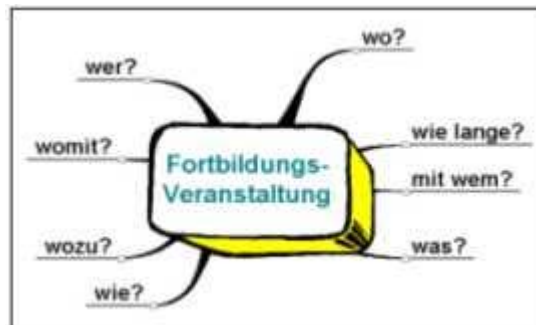 wo?
wer?
wie lange?
womit?
Fortbildungs-
Veranstaltung
mit wem?
wozu?
was?
wie?